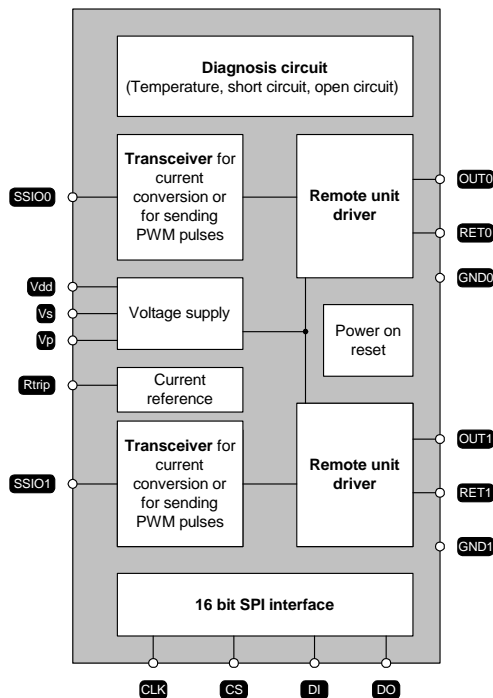 Diagnosis circuit
(Temperature, short circuit, open circuit)
Transceiver for
current
conversion or
for sending
PWM pulses
Remote unit
driver
OUT0
SSIO0
RET0
GND0
Vdd
Vs
Vp
Voltage supply
Power on
reset
Rtrip
Current
reference
Transceiver for
current
conversion or
for sending
PWM pulses
Remote unit
driver
OUT1
SSIO1
RET1
GND1
16 bit SPI interface
CLK
CS
DI
DO